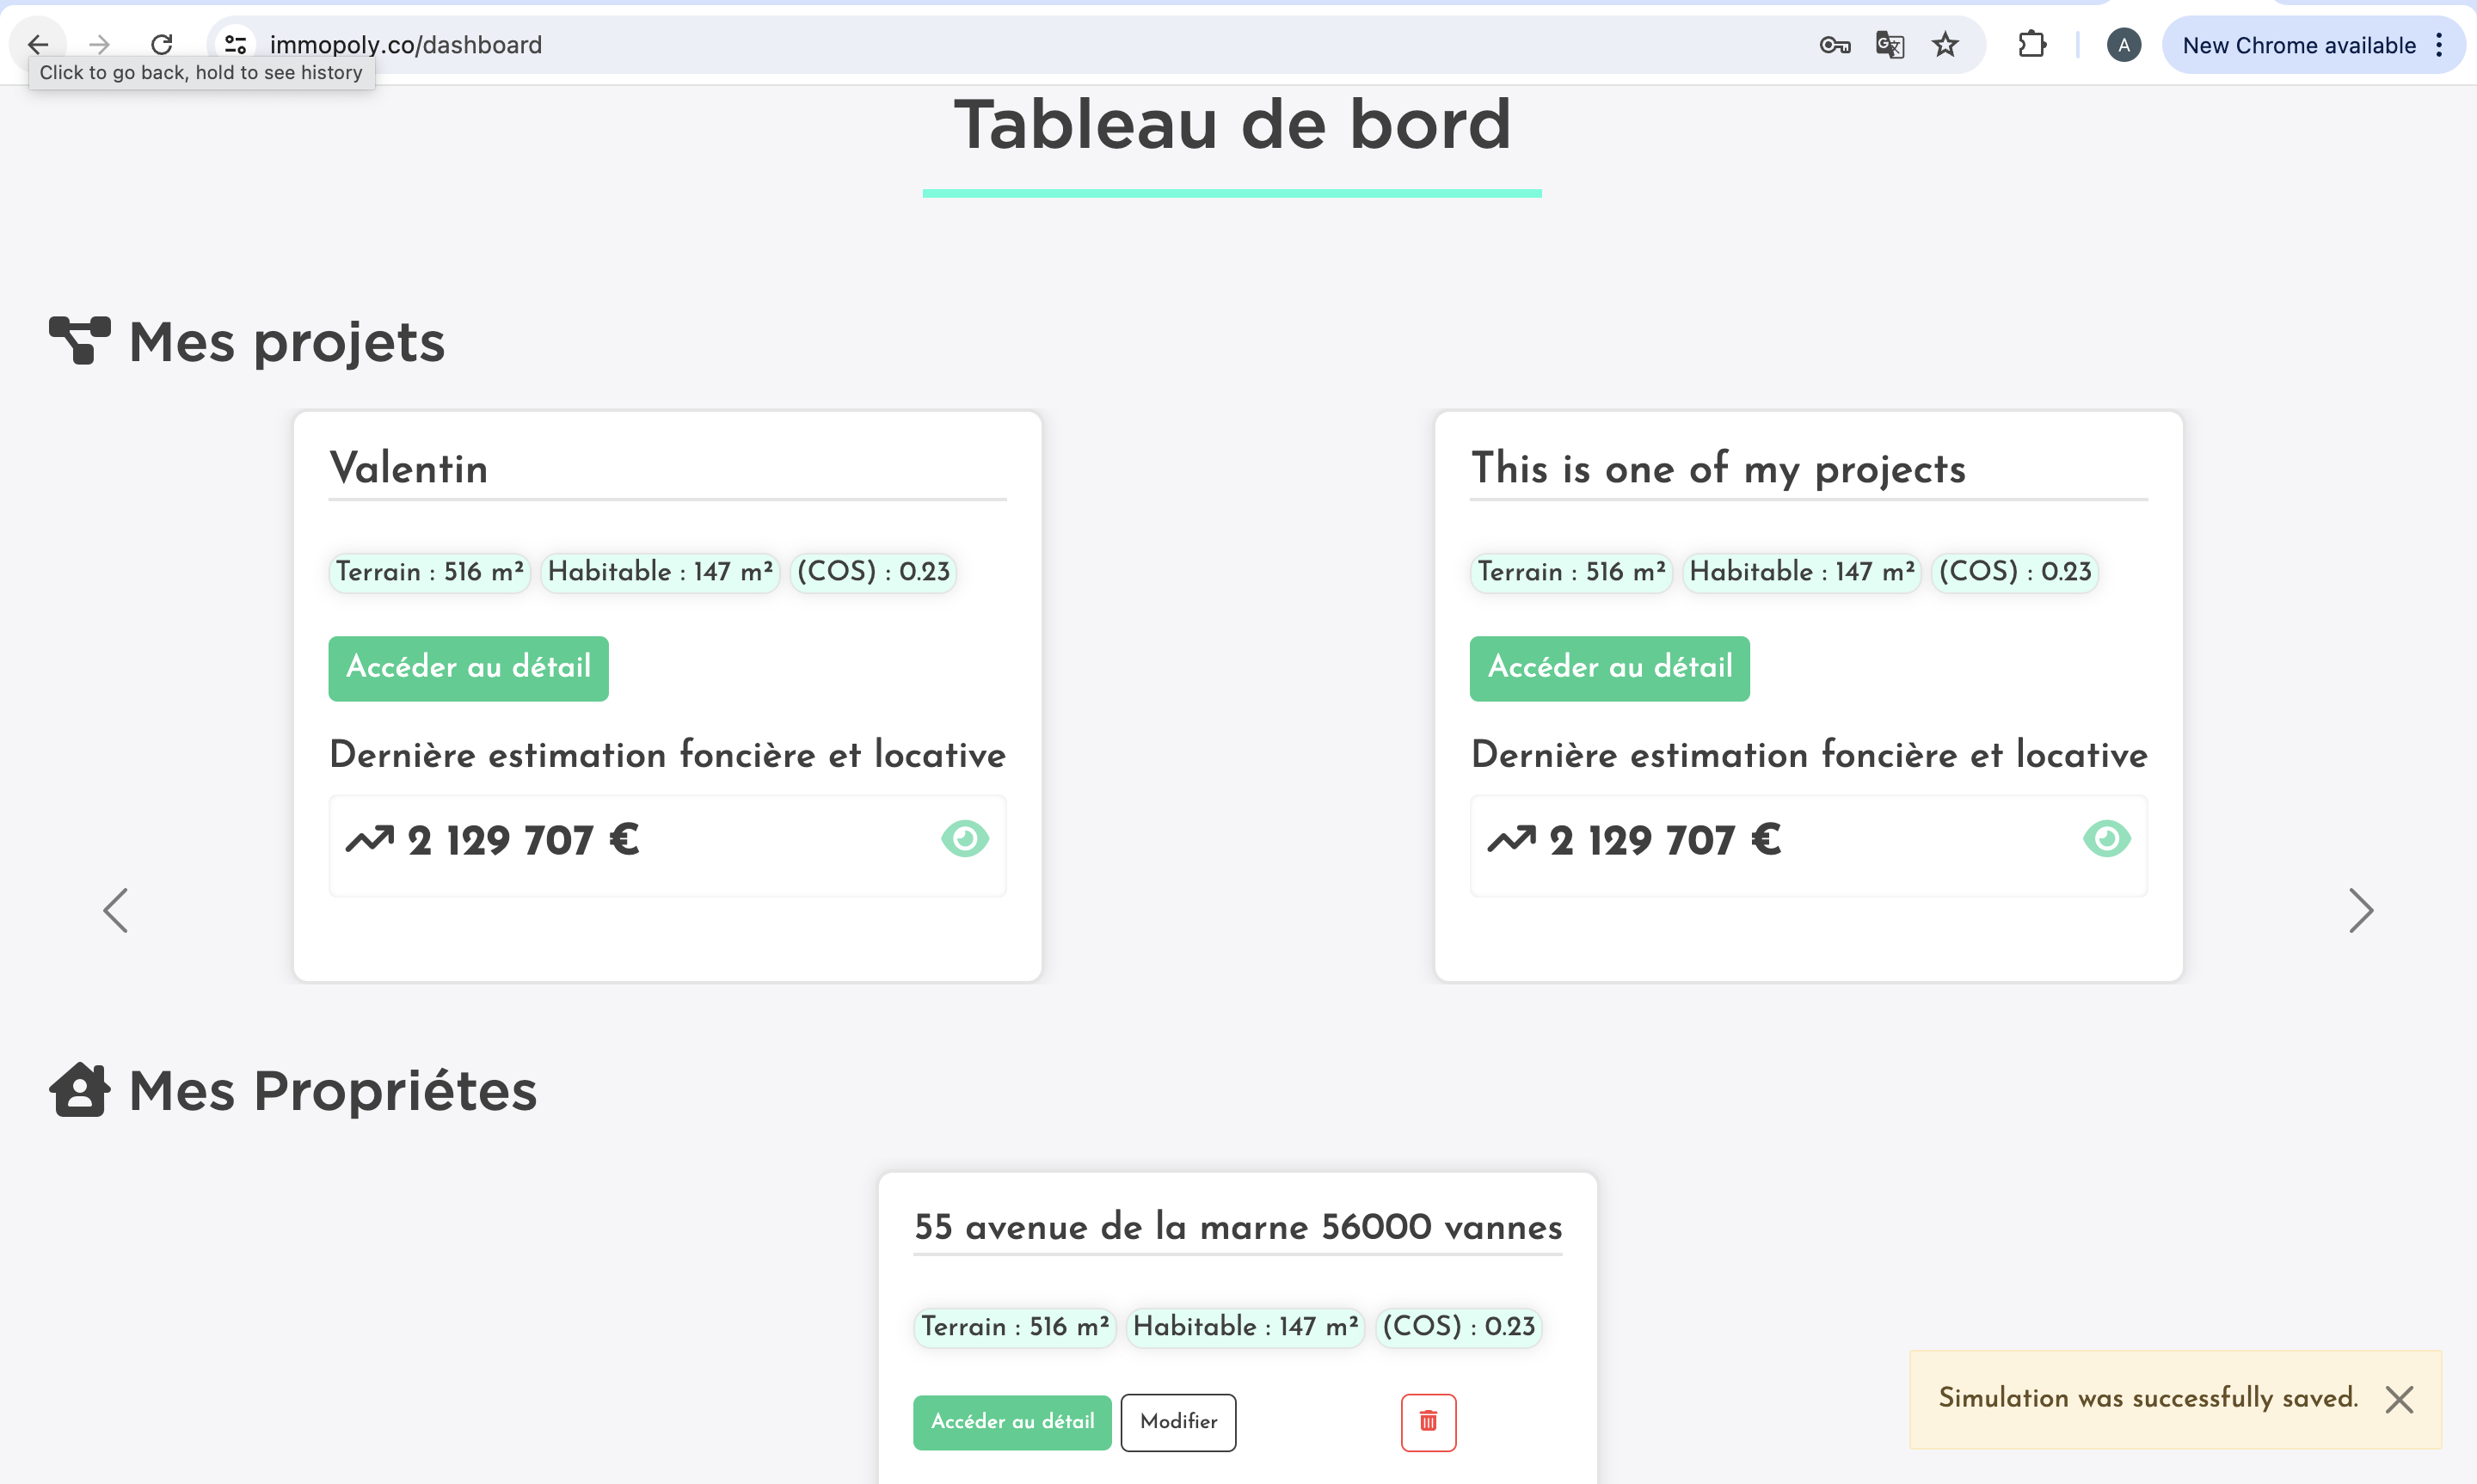 immopoly.co/dashboard
A
New Chrome available
Click to go back, hold to see history
Tableau de bord
Mes projets
Valentin
Terrain : 516 m² Habitable : 147 m² (COS) : 0.23
Accéder au détail
Dernière estimation foncière et locative
2 129 707 €
This is one of my projects
Terrain : 516 m² Habitable : 147 m² (COS) : 0.23
Accéder au détail
Dernière estimation foncière et locative
2 129 707 €
Mes Propriétes
55 avenue de la marne 56000 vannes
Terrain : 516 m² Habitable : 147 m² (COS) : 0.23
Accéder au détail Modifier
Simulation was successfully saved.